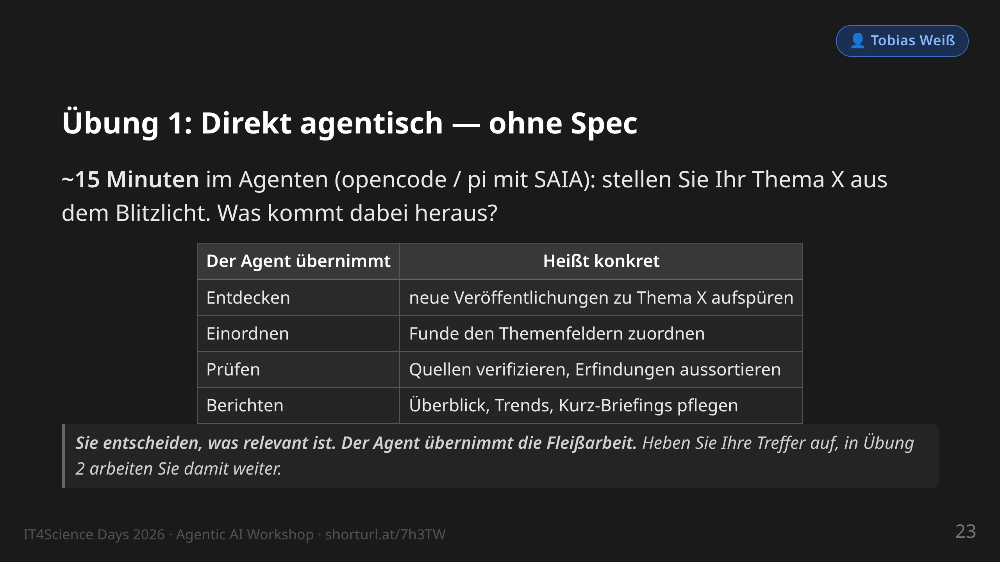 Tobias Weiß
Übung 1: Direkt agentisch — ohne Spec
~15 Minuten im Agenten (opencode / pi mit SAIA): stellen Sie Ihr Thema X aus
dem Blitzlicht. Was kommt dabei heraus?
Der Agent übernimmt Heißt konkret
Entdecken neue Veröffentlichungen zu Thema X aufspüren
Einordnen Funde den Themenfeldern zuordnen
Prüfen Quellen verifizieren, Erfindungen aussortieren
Berichten Überblick, Trends, Kurz-Briefings pflegen
Sie entscheiden, was relevant ist. Der Agent übernimmt die Fleißarbeit. Heben Sie Ihre Treffer auf, in Übung
2 arbeiten Sie damit weiter.
IT4Science Days 2026 · Agentic AI Workshop · shorturl.at/7h3TW
23